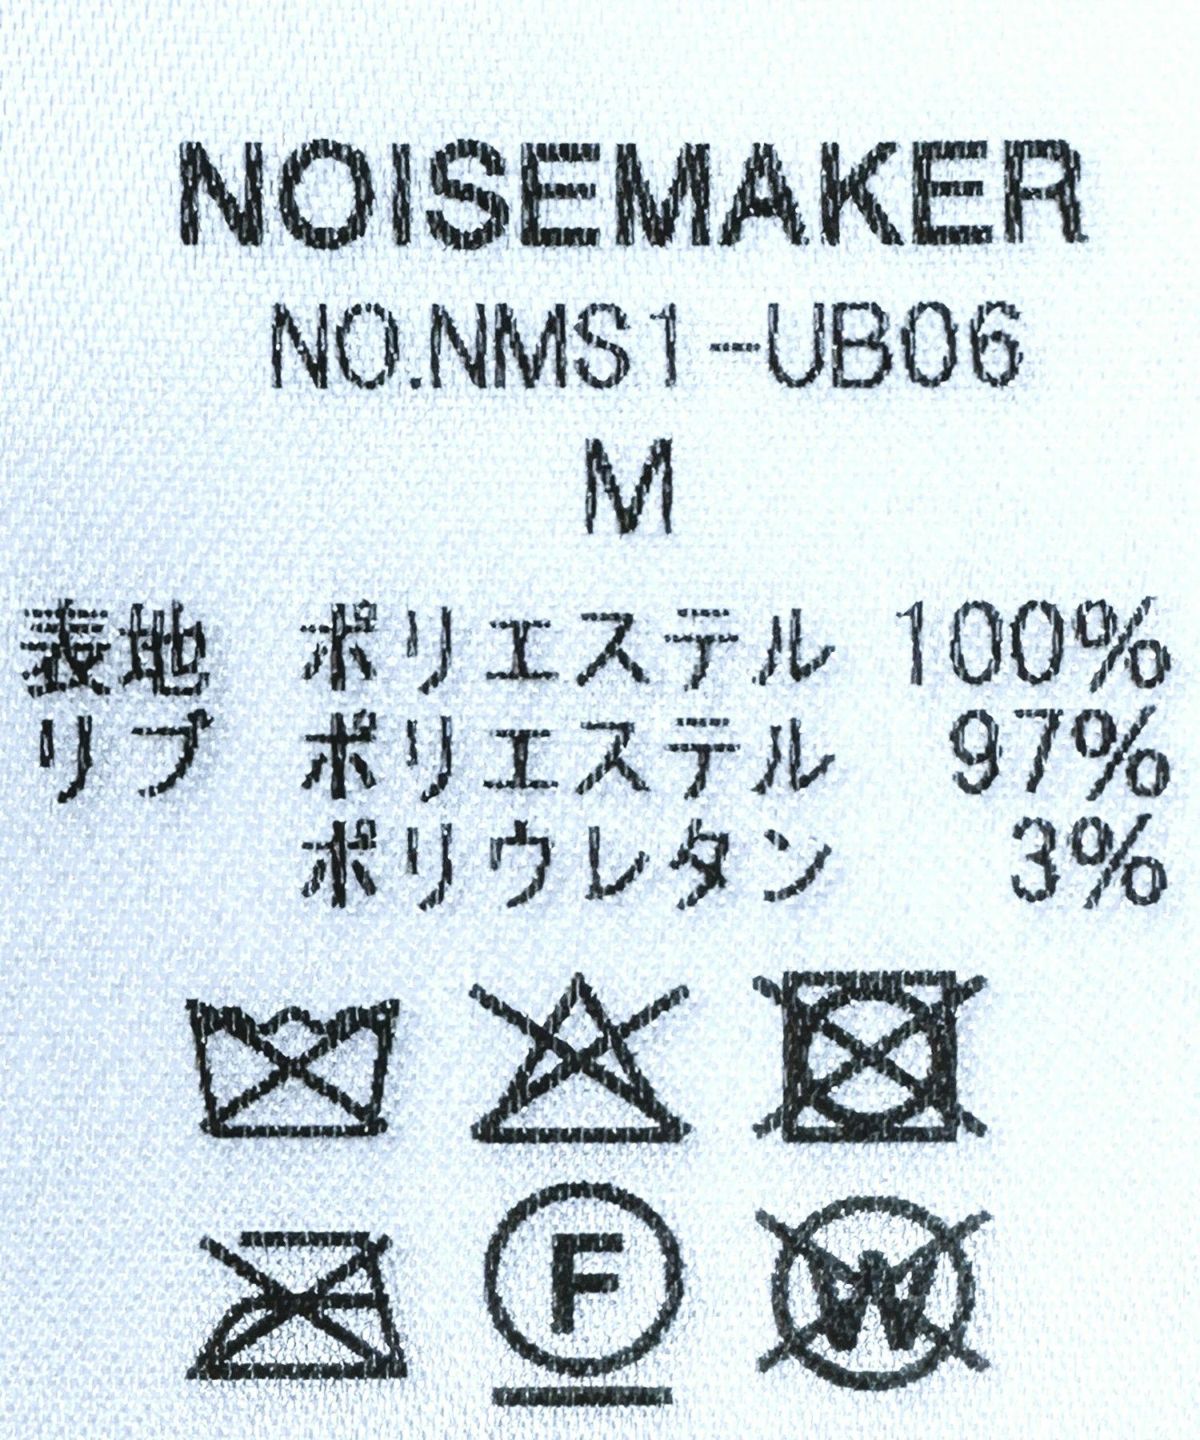 NOISEMAKER
NO.NMS1-UB06
M
表地 ポリエステル 100%
リブ ポリエステル 97%
ポリウレタン 3%
F W